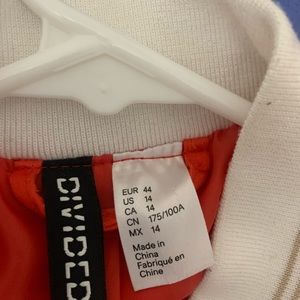 DIVIDED
EUR 44
US 14
CA 14
CN 175/100A
MX 14
Made in
China
Fabriqué en
Chine